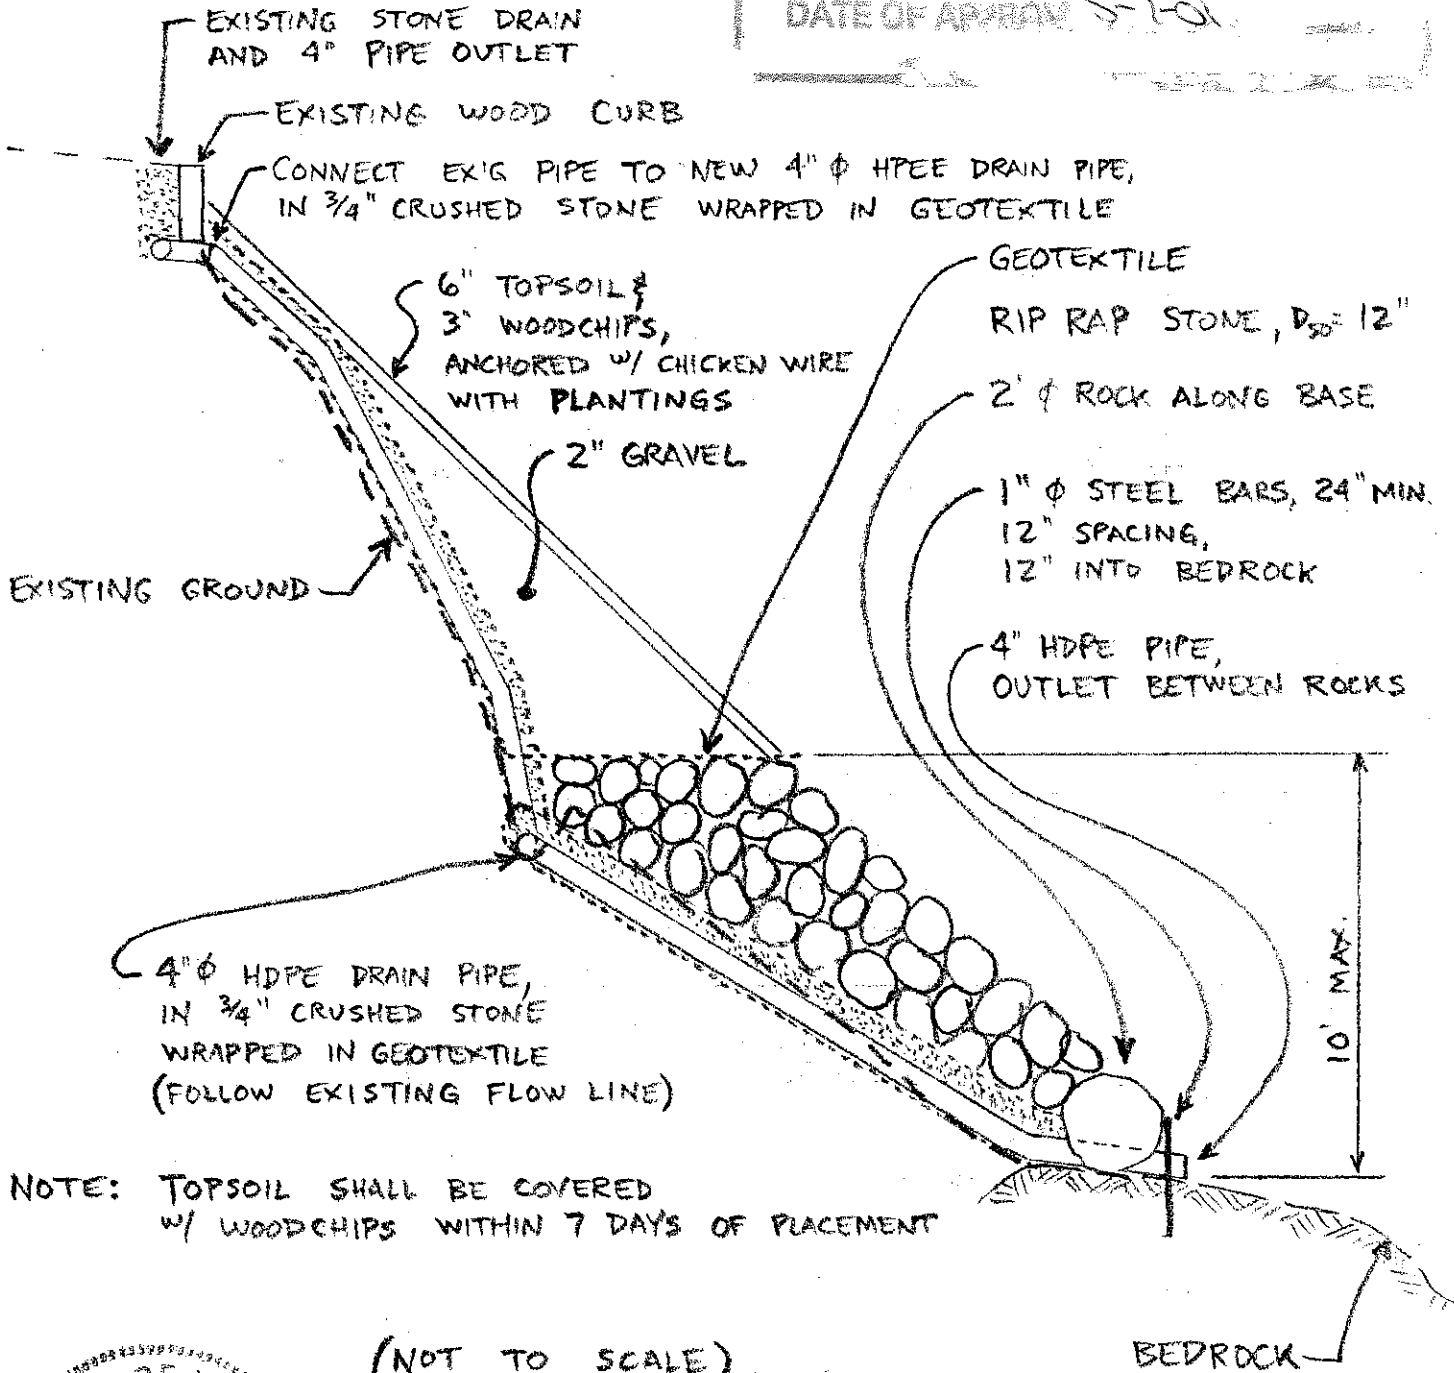 EXISTING STONE DRAIN
AND 4" PIPE OUTLET
DATE OF
EXISTING WOOD CURB
CONNECT EX'G PIPE TO NEW 4" ϕ HPEE DRAIN PIPE,
IN 3/4" CRUSHED STONE WRAPPED IN GEOTEXTILE
6" TOPSOIL &
3" WOODCHIPS,
ANCHORED W/ CHICKEN WIRE
WITH PLANTINGS
2" GRAVEL
EXISTING GROUND
GEOTEXTILE
RIP RAP STONE, D50= 12"
2' ϕ ROCK ALONG BASE
1" ϕ STEEL BARS, 24" MIN.
12" SPACING,
12" INTO BEDROCK
4" HDPE PIPE,
OUTLET BETWEEN ROCKS
10' MAX.
4" ϕ HDPE DRAIN PIPE,
IN 3/4" CRUSHED STONE
WRAPPED IN GEOTEXTILE
(FOLLOW EXISTING FLOW LINE)
NOTE: TOPSOIL SHALL BE COVERED
W/ WOODCHIPS WITHIN 7 DAYS OF PLACEMENT
(NOT TO SCALE)
BEDROCK